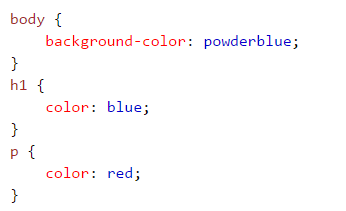 body {
    background-color: powderblue;
}
h1 {
    color: blue;
}
p {
    color: red;
}